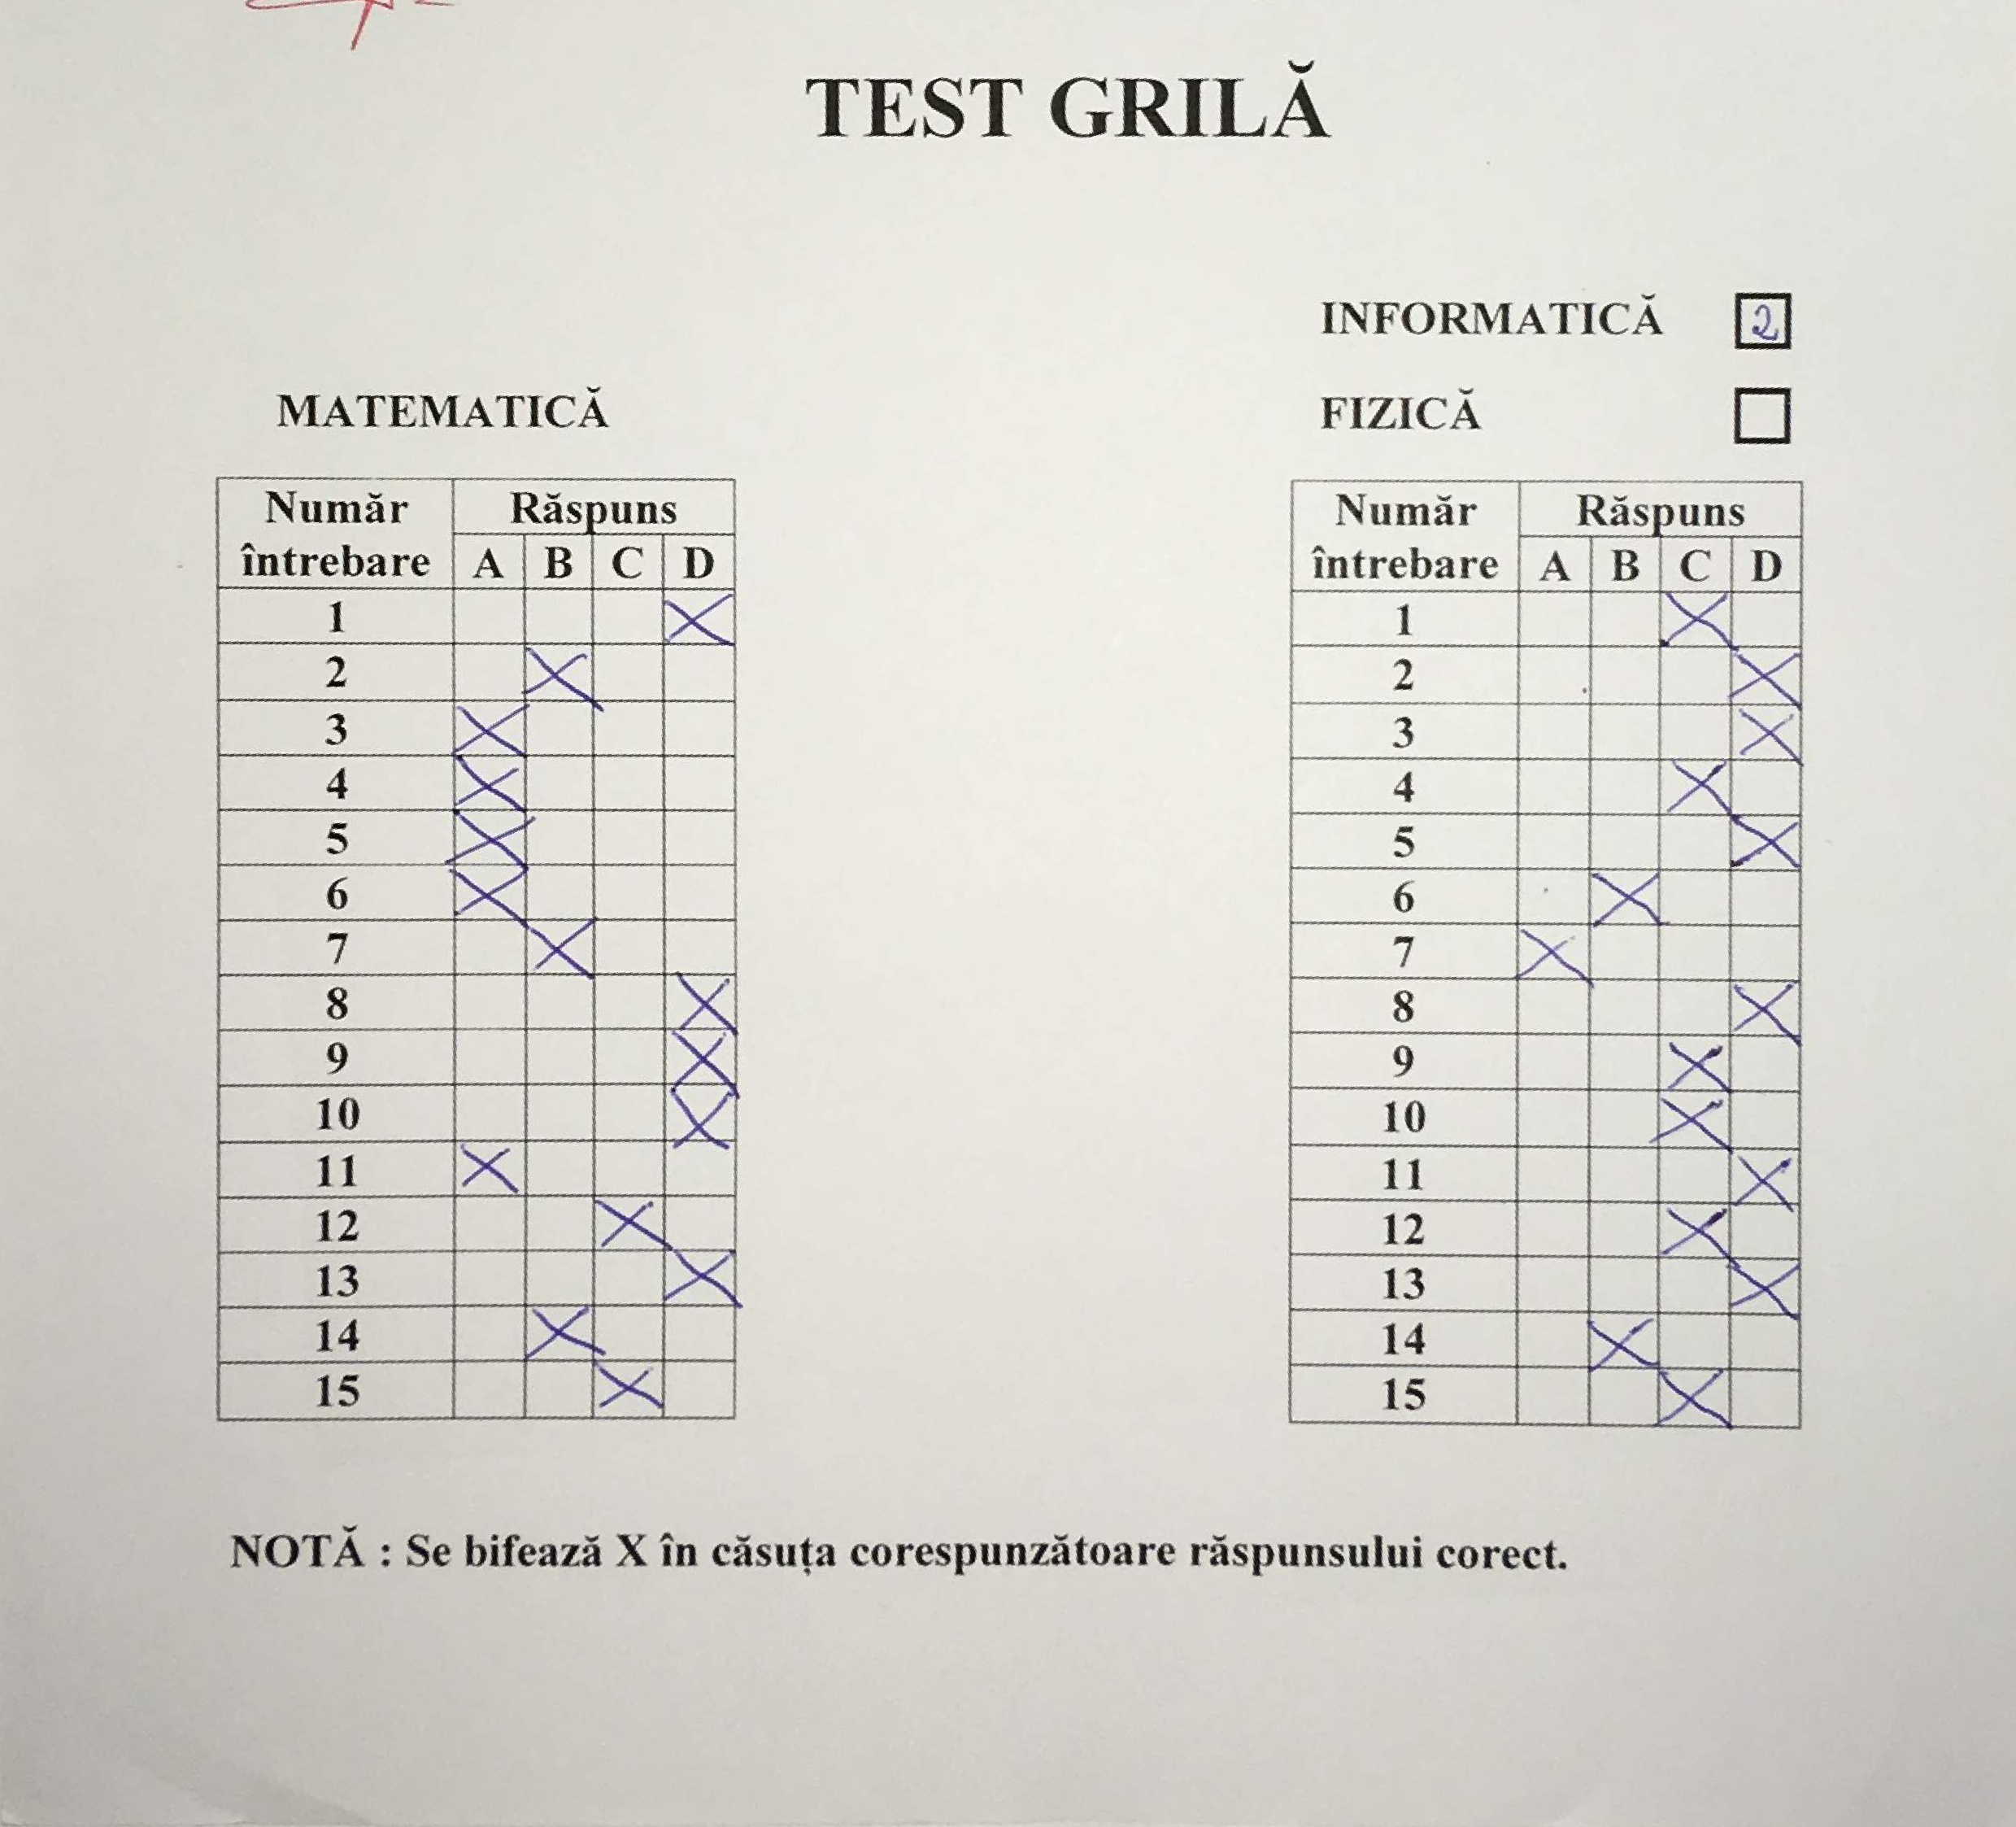 TEST GRILĂ
INFORMATICĂ 2
MATEMATICĂ
FIZICĂ
Număr întrebare Răspuns
A B C D
1 X
2 X
3 X
4 X
5 X
6 X
7 X
8 X
9 X
10 X
11 X
12 X
13 X
14 X
15 X
Număr întrebare Răspuns
A B C D
1 X
2 X
3 X
4 X
5 X
6 X
7 X
8 X
9 X
10 X
11 X
12 X
13 X
14 X
15 X
NOTĂ : Se bifează X în căsuța corespunzătoare răspunsului corect.